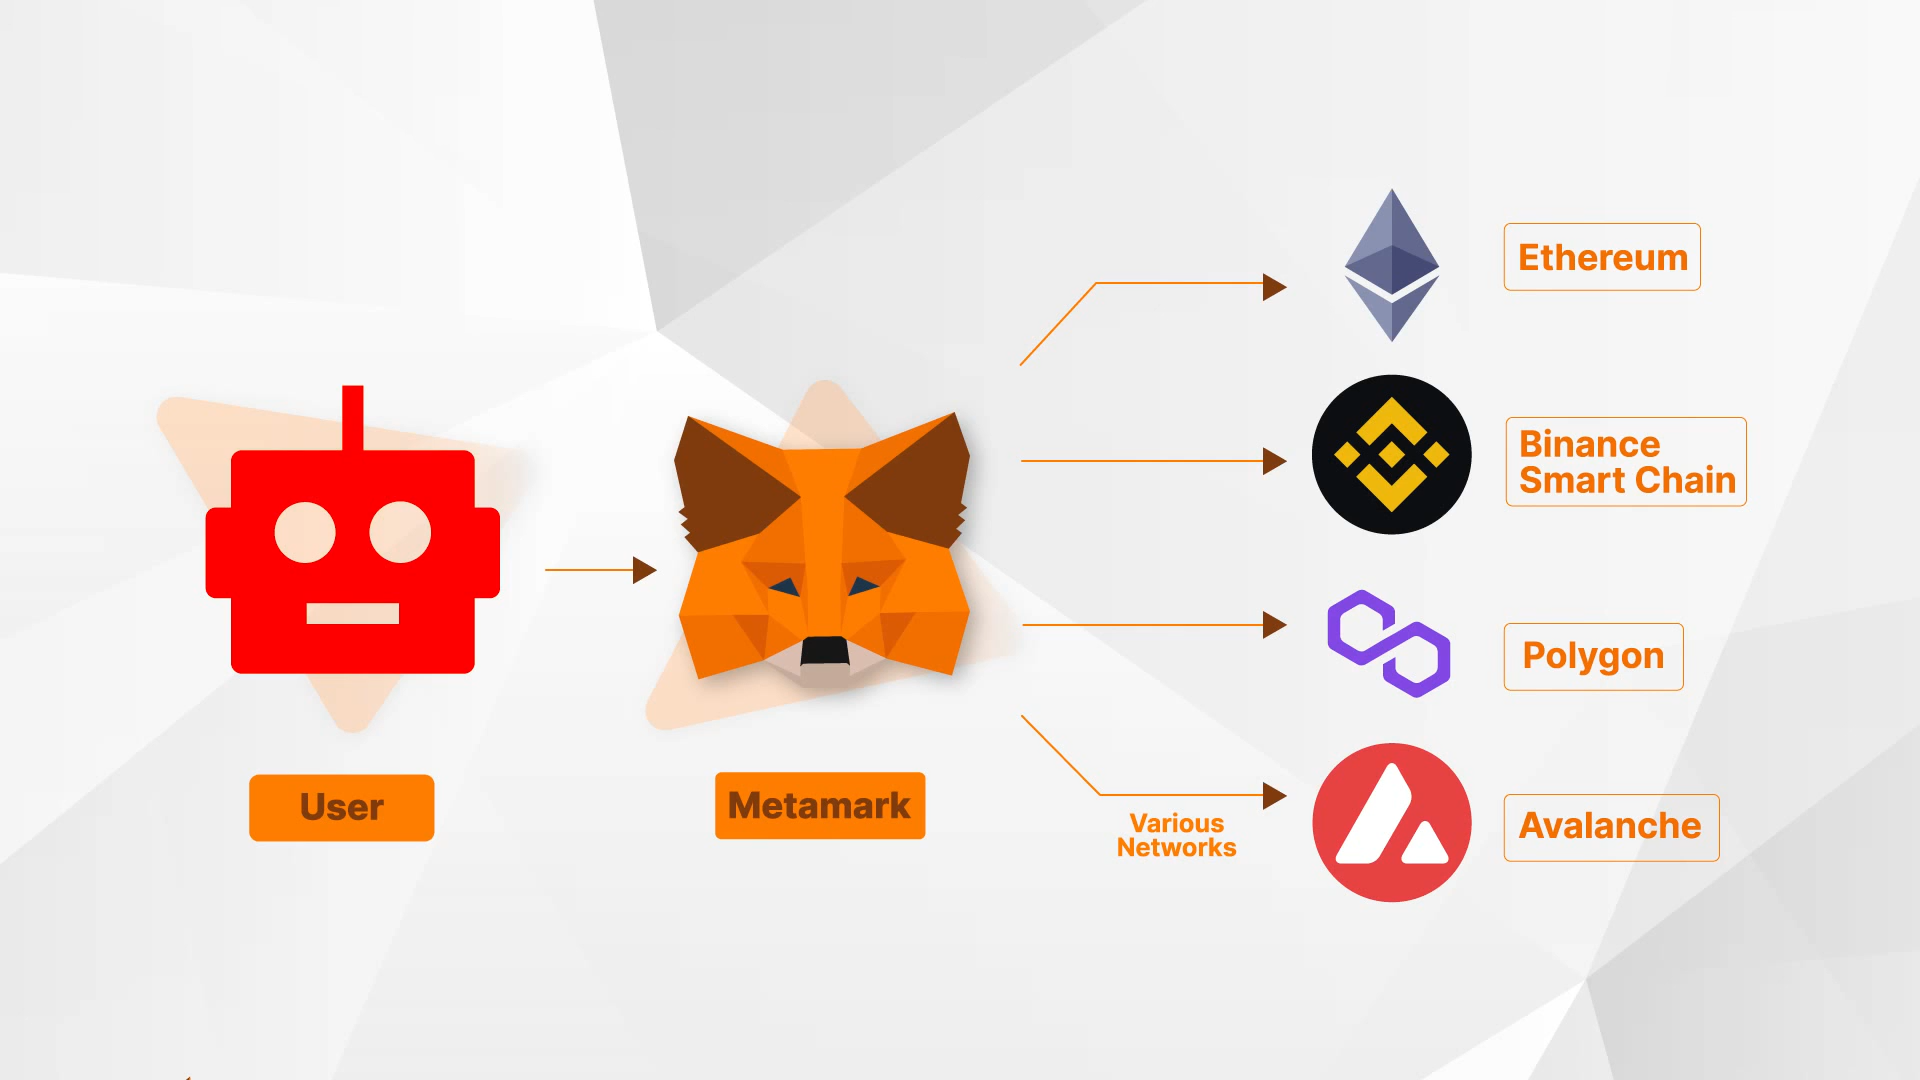 User
Metamark
Various
Networks
Ethereum
Binance
Smart Chain
Polygon
Avalanche